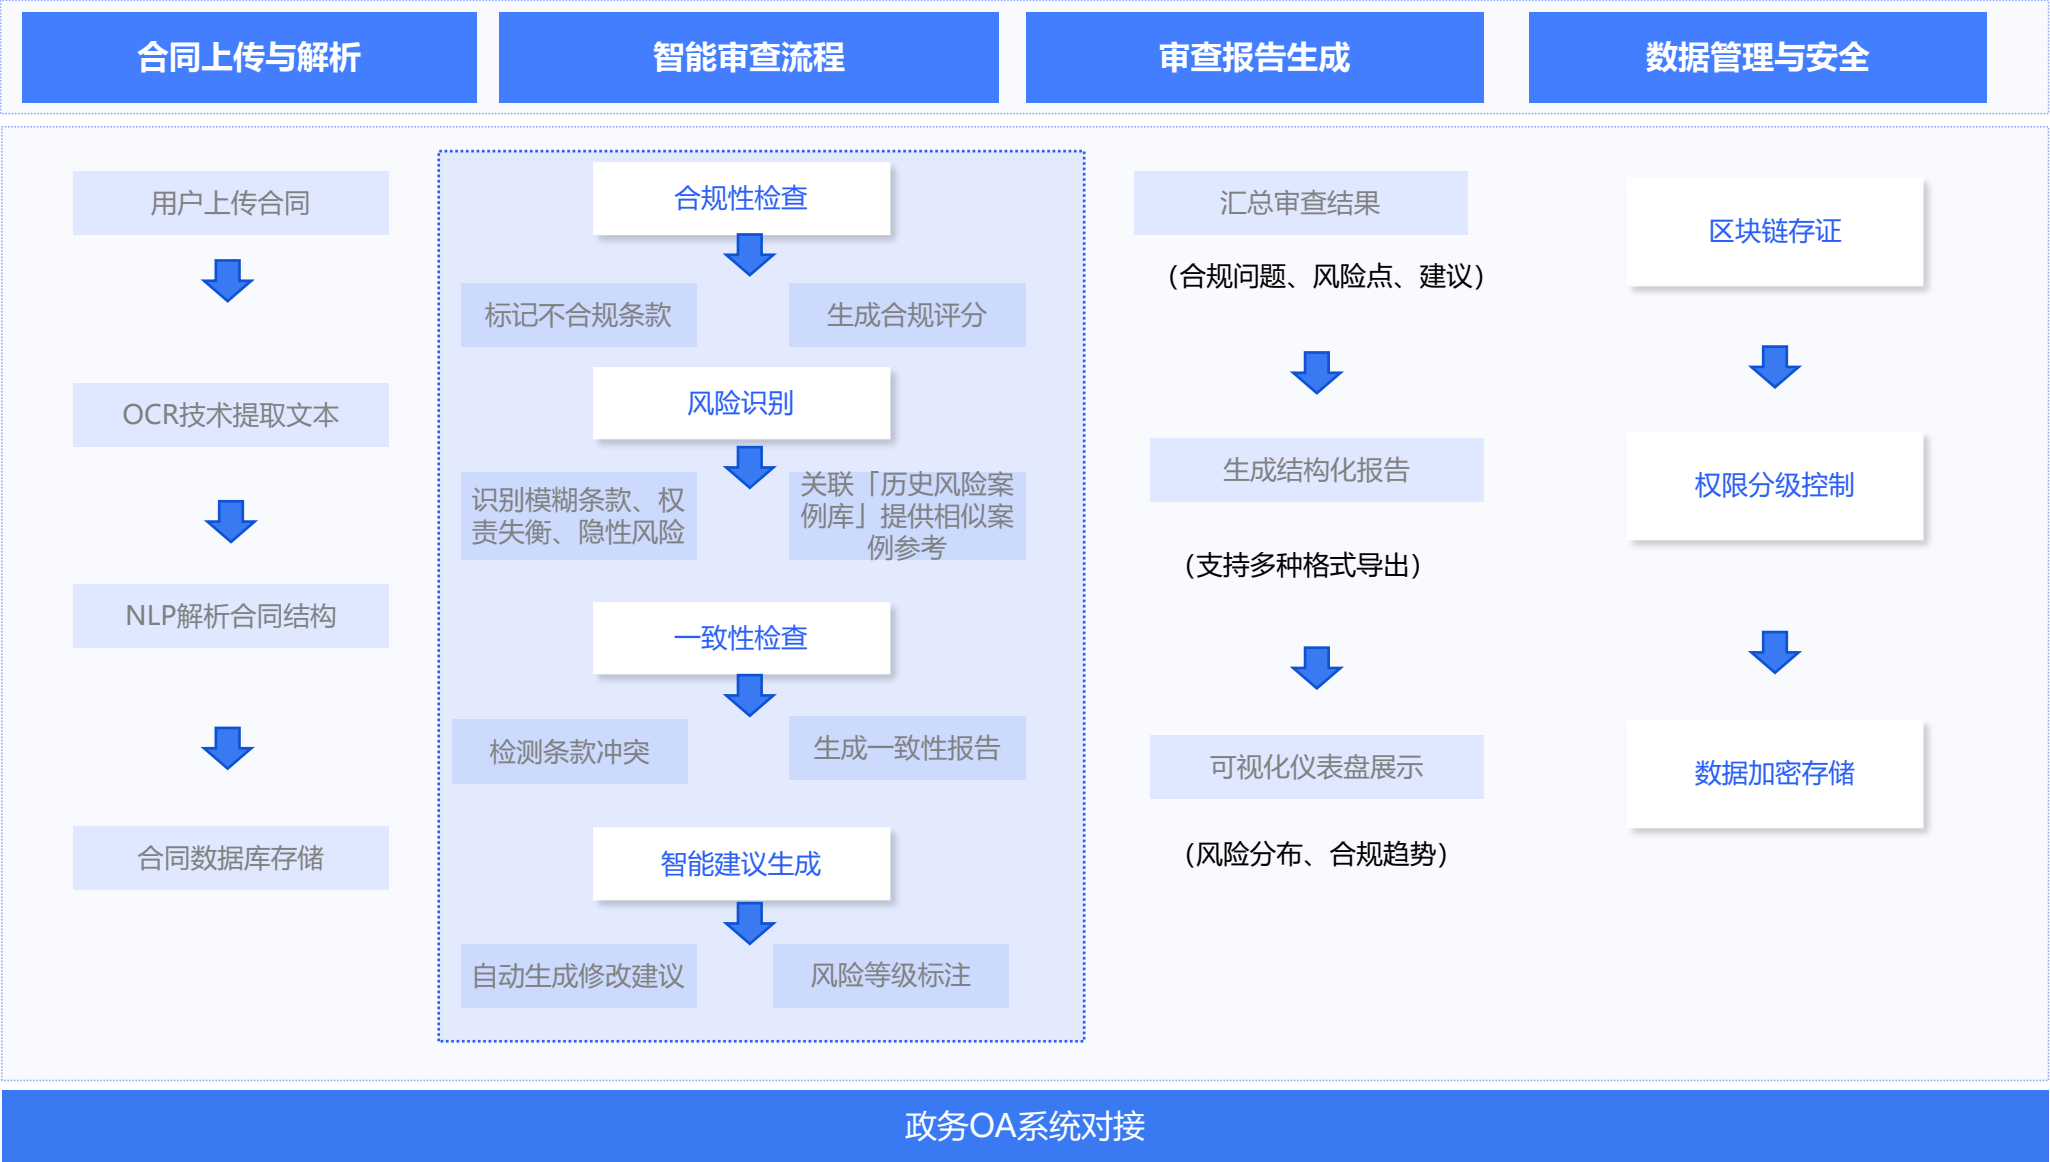 合同上传与解析
智能审查流程
审查报告生成
数据管理与安全
用户上传合同
OCR技术提取文本
NLP解析合同结构
合同数据库存储
合规性检查
标记不合规条款
生成合规评分
风险识别
识别模糊条款、权
责失衡、隐性风险
关联「历史风险案
例库」提供相似案
例参考
一致性检查
检测条款冲突
生成一致性报告
智能建议生成
自动生成修改建议
风险等级标注
汇总审查结果
（合规问题、风险点、建议）
生成结构化报告
（支持多种格式导出）
可视化仪表盘展示
（风险分布、合规趋势）
区块链存证
权限分级控制
数据加密存储
政务OA系统对接